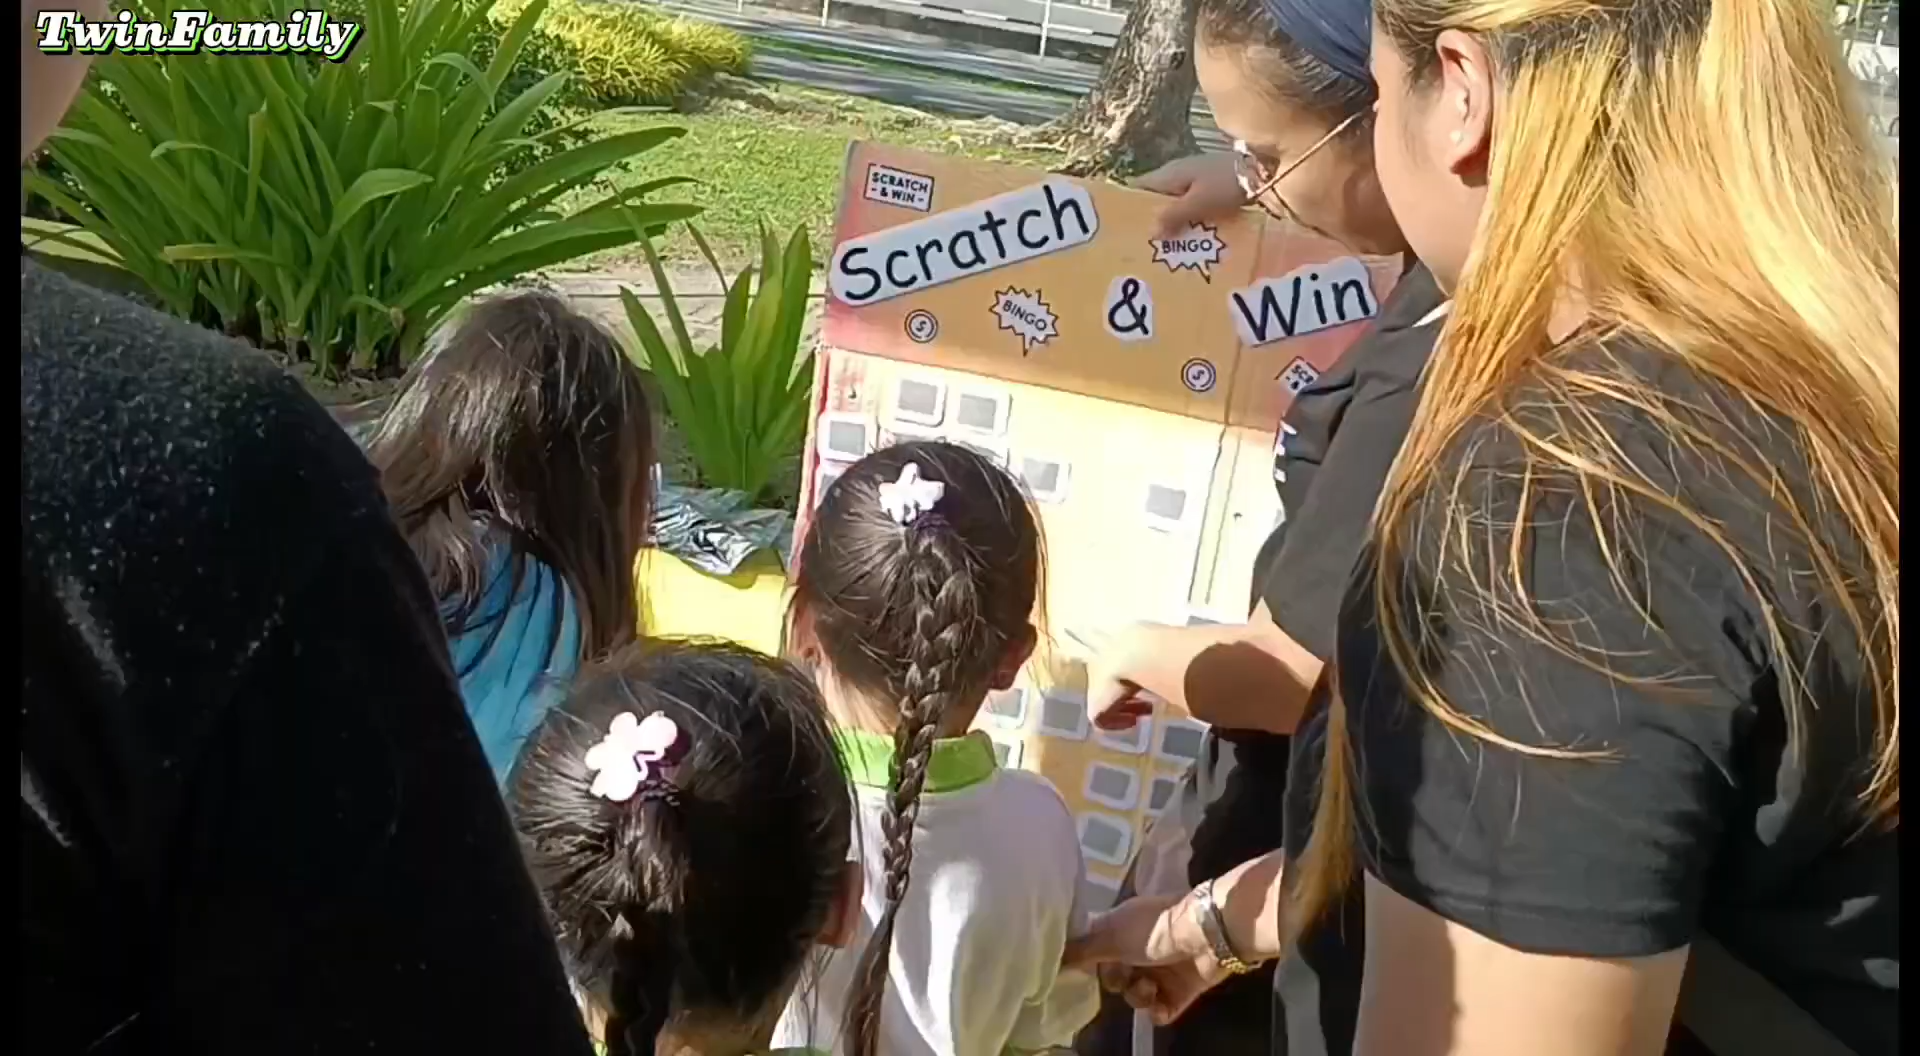 TwinFamily
SCRATCH
- & WIN -
Scratch
BINGO
BINGO
&
Win
$
$